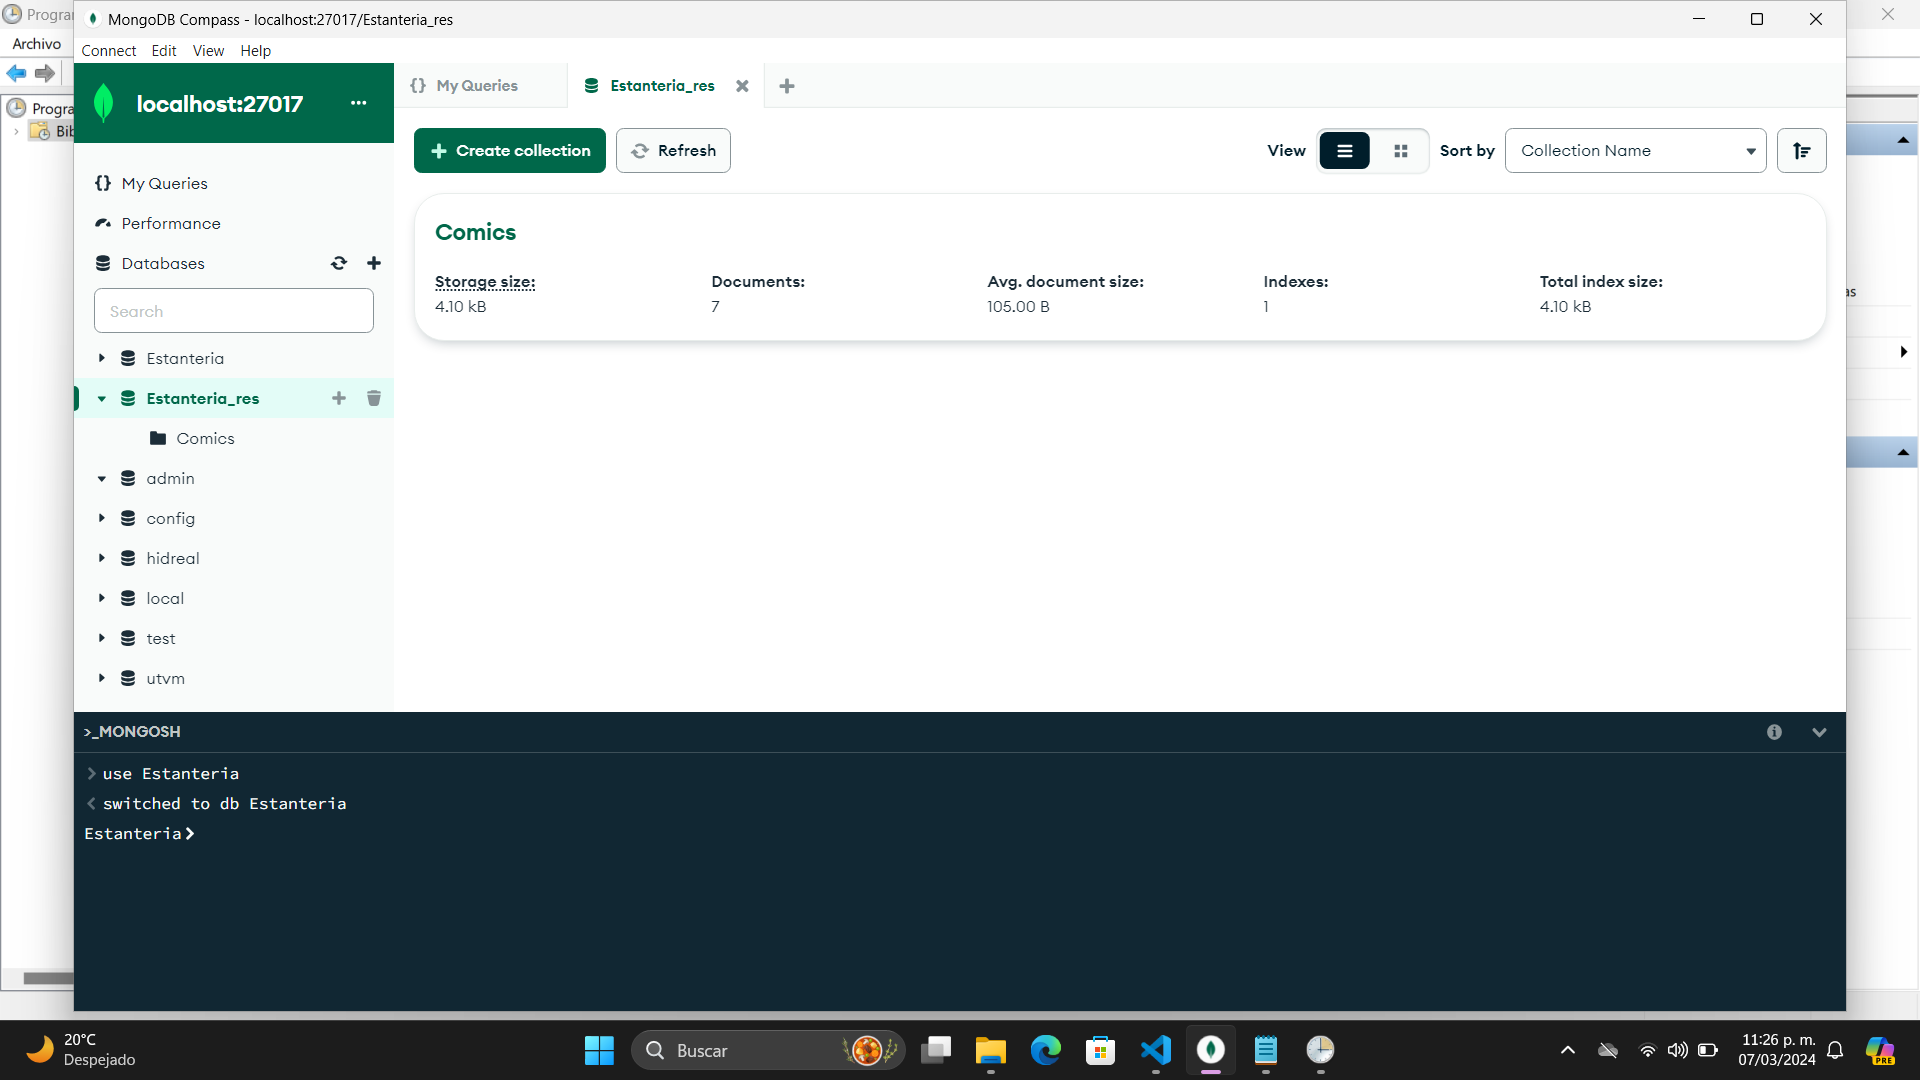 Progra
MongoDB Compass - localhost:27017/Estanteria_res
Archivo
Connect Edit View Help
localhost:27017
{} My Queries
Estanteria_res
Progra
Bib
Create collection
Refresh
View
Sort by
Collection Name
{} My Queries
Performance
Databases
Search
Comics
Storage size:
4.10 kB
Documents:
7
Avg. document size:
105.00 B
Indexes:
1
Total index size:
4.10 kB
as
Estanteria
Estanteria_res
Comics
admin
config
hidreal
local
test
utvm
>_MONGOSH
> use Estanteria
< switched to db Estanteria
Estanteria>
20°C
Despejado
Buscar
11:26 p. m.
07/03/2024
PRE